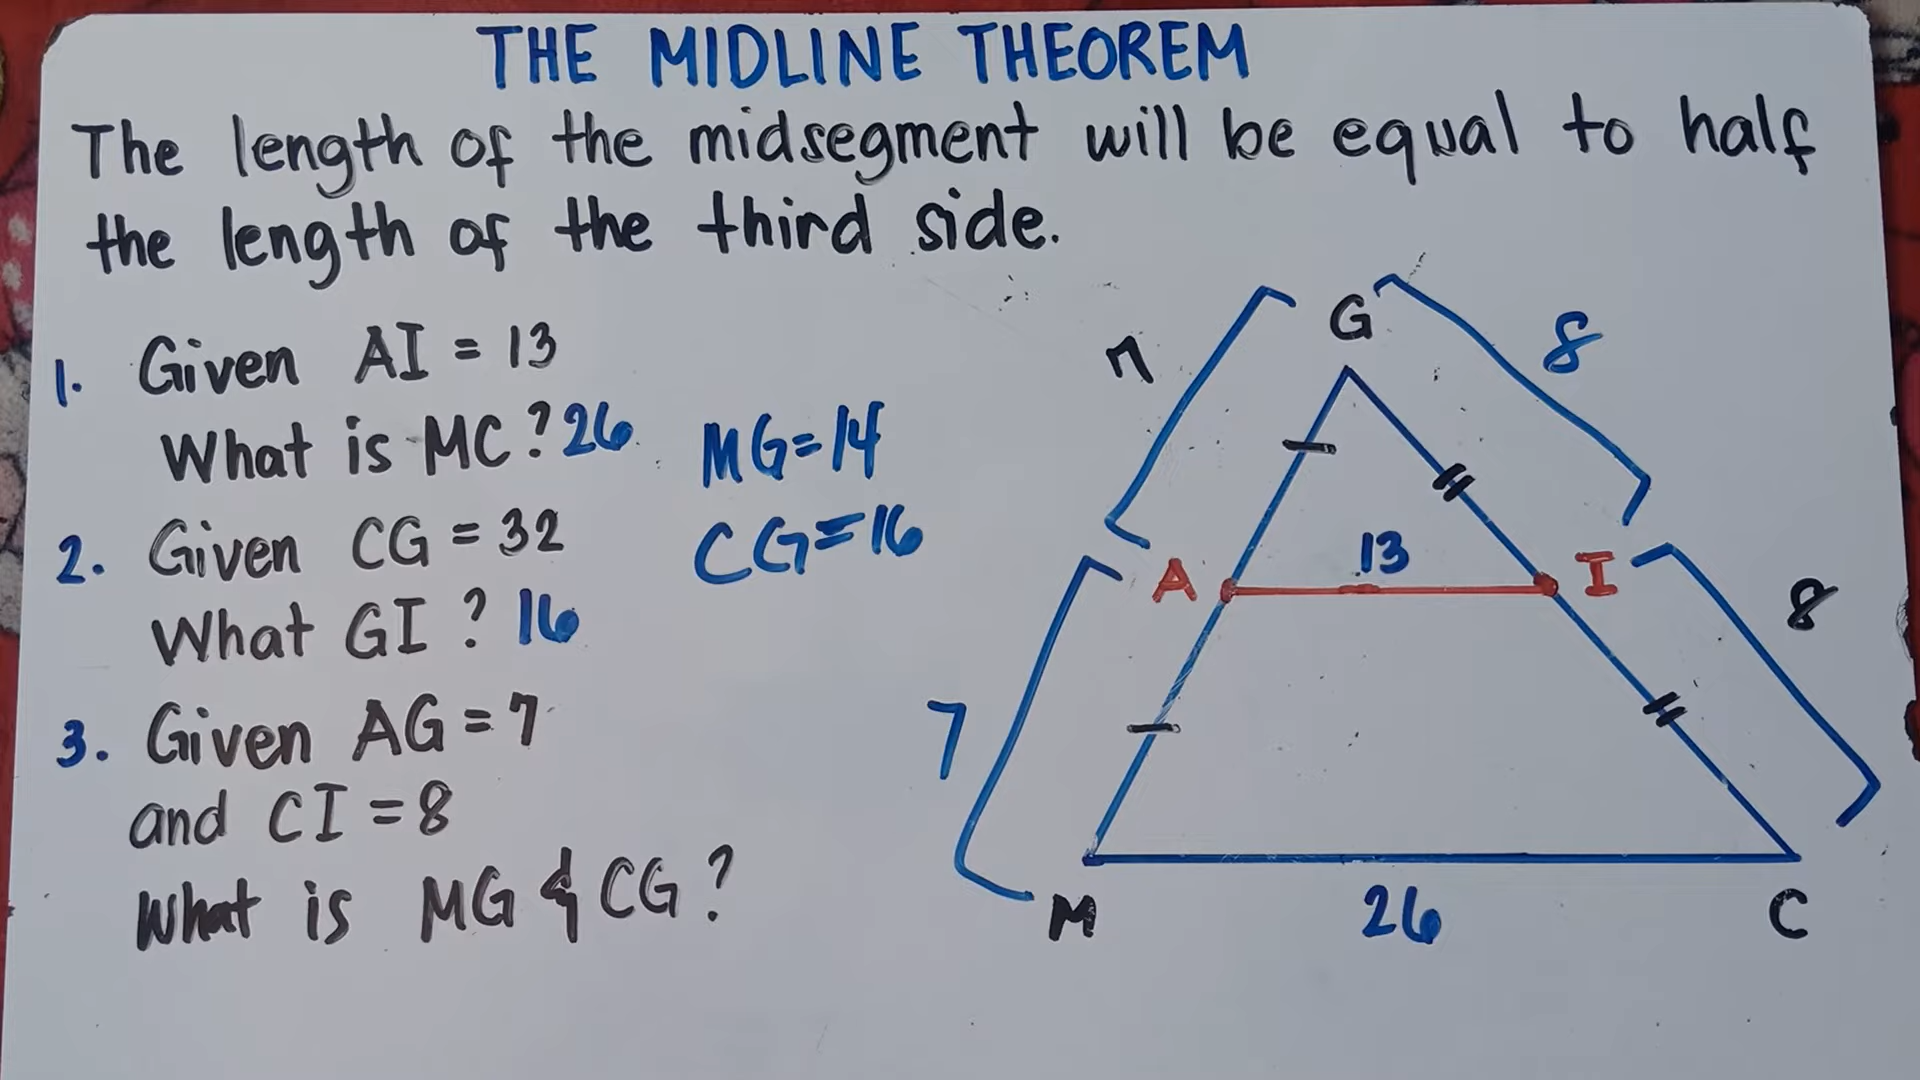 THE MIDLINE THEOREM
The length of the midsegment will be equal to half
the length of the third side.
1. Given AI = 13
What is MC? 26
2. Given CG = 32
What GI? 16
3. Given AG = 7
and CI = 8
What is MG & CG?
MG = 14
CG = 16
G
7
8
A
13
I
7
8
M
26
C